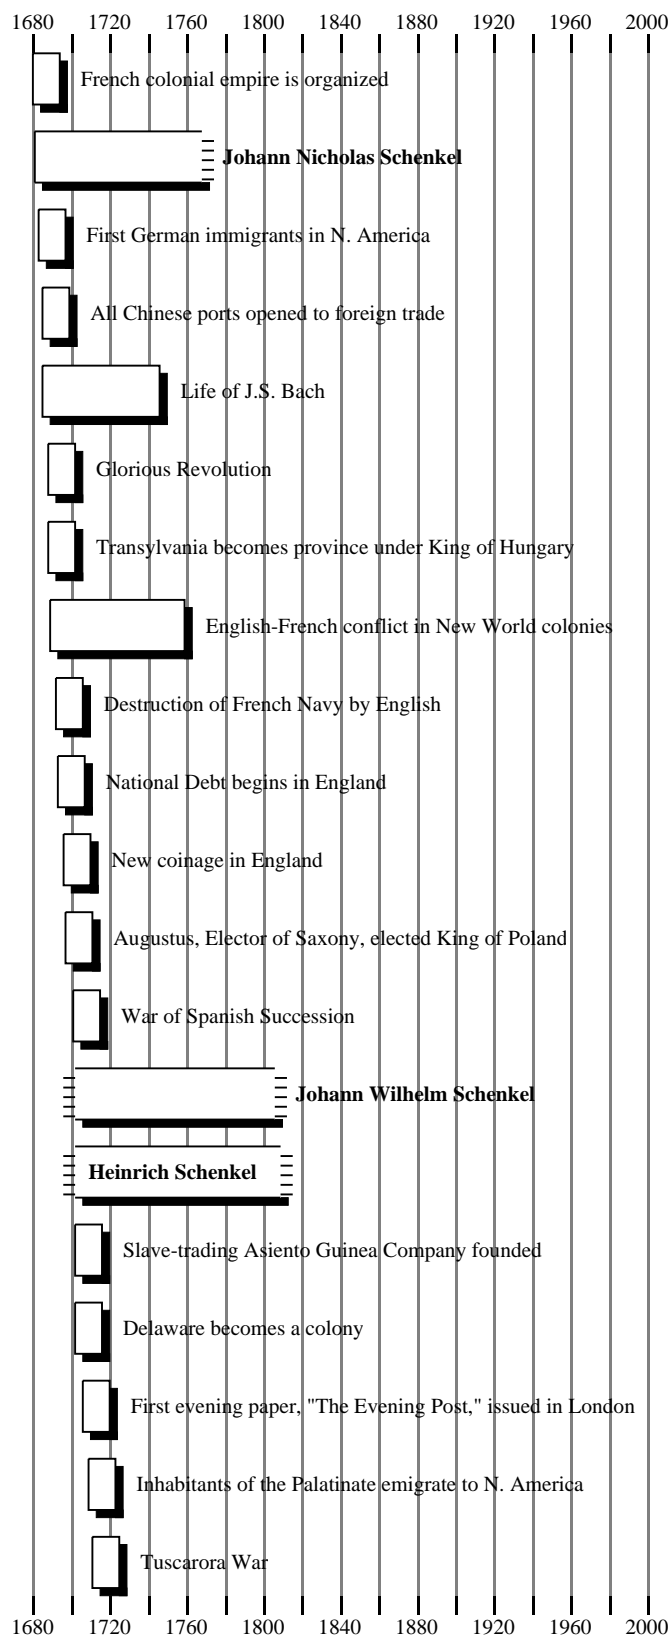 1680 1720 1760 1800 1840 1880 1920 1960 2000
French colonial empire is organized
Johann Nicholas Schenkel
First German immigrants in N. America
All Chinese ports opened to foreign trade
Life of J.S. Bach
Glorious Revolution
Transylvania becomes province under King of Hungary
English-French conflict in New World colonies
Destruction of French Navy by English
National Debt begins in England
New coinage in England
Augustus, Elector of Saxony, elected King of Poland
War of Spanish Succession
Johann Wilhelm Schenkel
Heinrich Schenkel
Slave-trading Asiento Guinea Company founded
Delaware becomes a colony
First evening paper, "The Evening Post," issued in London
Inhabitants of the Palatinate emigrate to N. America
Tuscarora War
1680 1720 1760 1800 1840 1880 1920 1960 2000